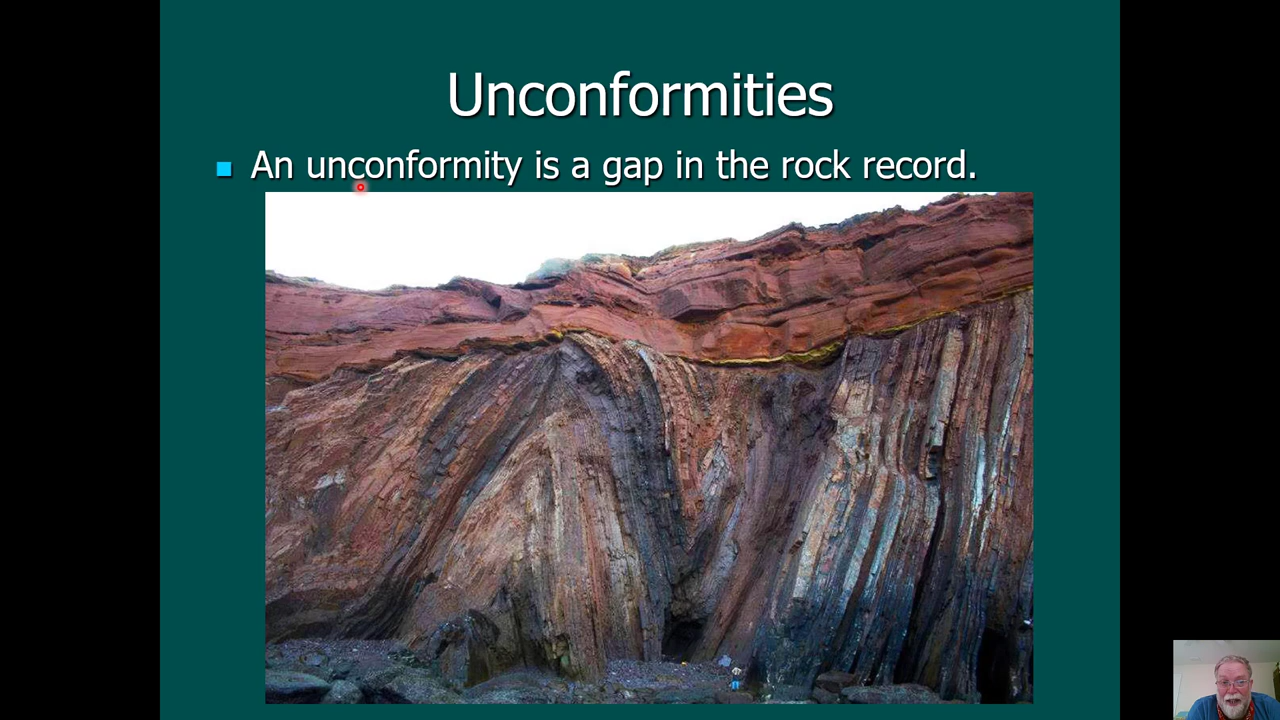 Unconformities
An unconformity is a gap in the rock record.